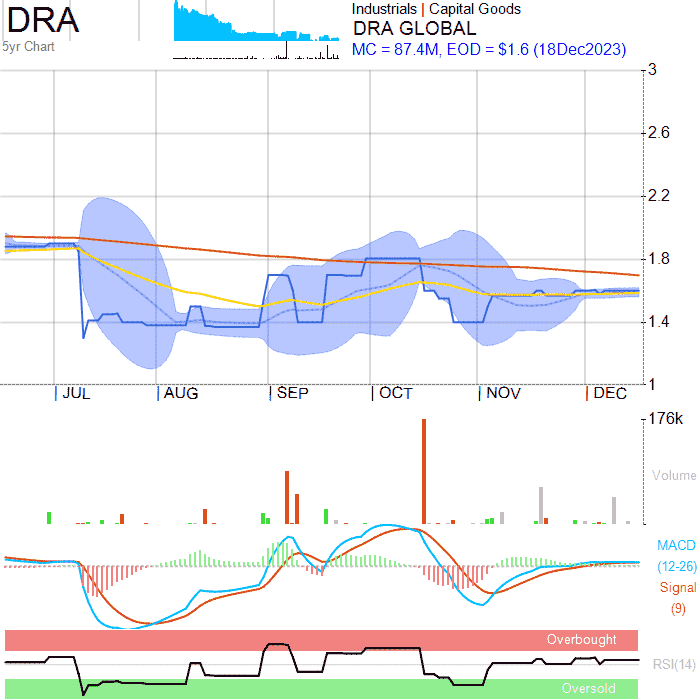 DRA
5yr Chart
Industrials | Capital Goods
DRA GLOBAL
MC = 87.4M, EOD = $1.6 (18Dec2023)
3
2.6
2.2
1.8
1.4
1
JUL AUG SEP OCT NOV DEC
176k
Volume
MACD
(12-26)
Signal
(9)
Overbought
RSI(14)
Oversold